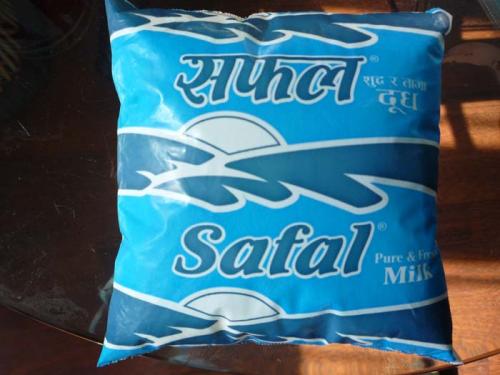 सफल®
शुद्ध र ताजा
दूध
Safal®
Pure & Fresh
Milk